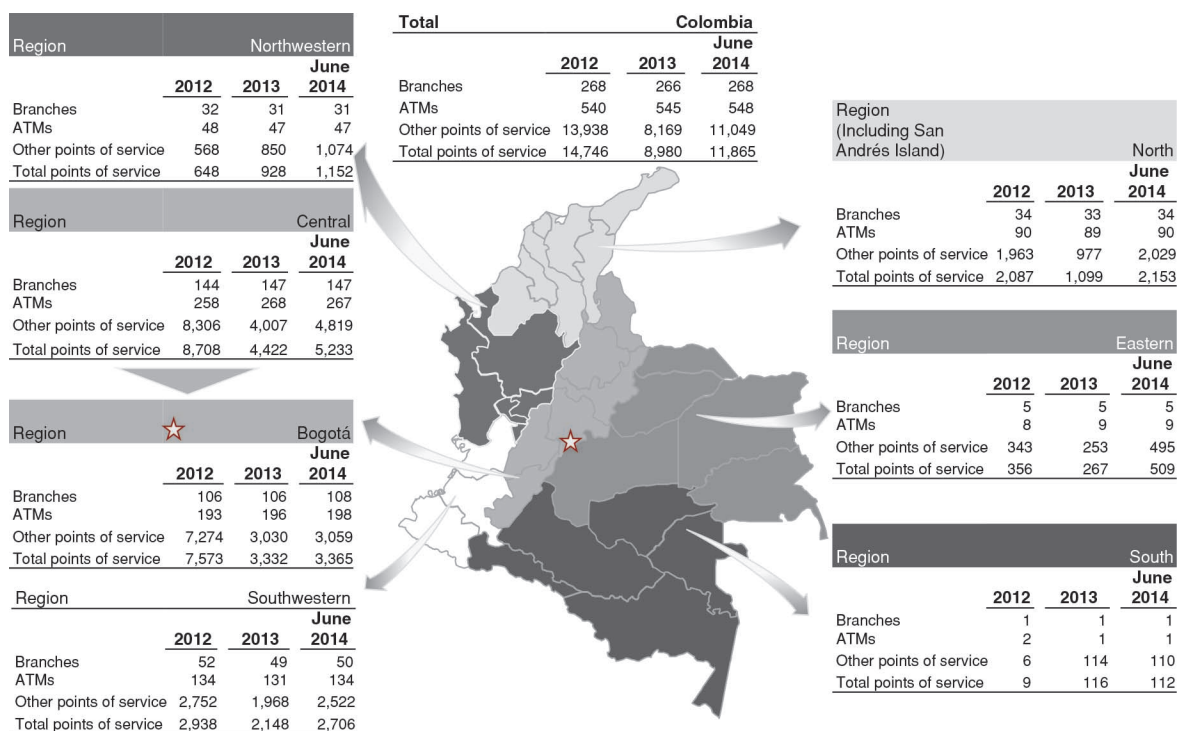 Region Northwestern
June
2012 2013 2014
Branches 32 31 31
ATMs 48 47 47
Other points of service 568 850 1,074
Total points of service 648 928 1,152
Region Central
June
2012 2013 2014
Branches 144 147 147
ATMs 258 268 267
Other points of service 8,306 4,007 4,819
Total points of service 8,708 4,422 5,233
Region Bogotá
June
2012 2013 2014
Branches 106 106 108
ATMs 193 196 198
Other points of service 7,274 3,030 3,059
Total points of service 7,573 3,332 3,365
Region Southwestern
June
2012 2013 2014
Branches 52 49 50
ATMs 134 131 134
Other points of service 2,752 1,968 2,522
Total points of service 2,938 2,148 2,706
Total Colombia
June
2012 2013 2014
Branches 268 266 268
ATMs 540 545 548
Other points of service 13,938 8,169 11,049
Total points of service 14,746 8,980 11,865
Region
(Including San
Andrés Island) North
June
2012 2013 2014
Branches 34 33 34
ATMs 90 89 90
Other points of service 1,963 977 2,029
Total points of service 2,087 1,099 2,153
Region Eastern
June
2012 2013 2014
Branches 5 5 5
ATMs 8 9 9
Other points of service 343 253 495
Total points of service 356 267 509
Region South
June
2012 2013 2014
Branches 1 1 1
ATMs 2 1 1
Other points of service 6 114 110
Total points of service 9 116 112